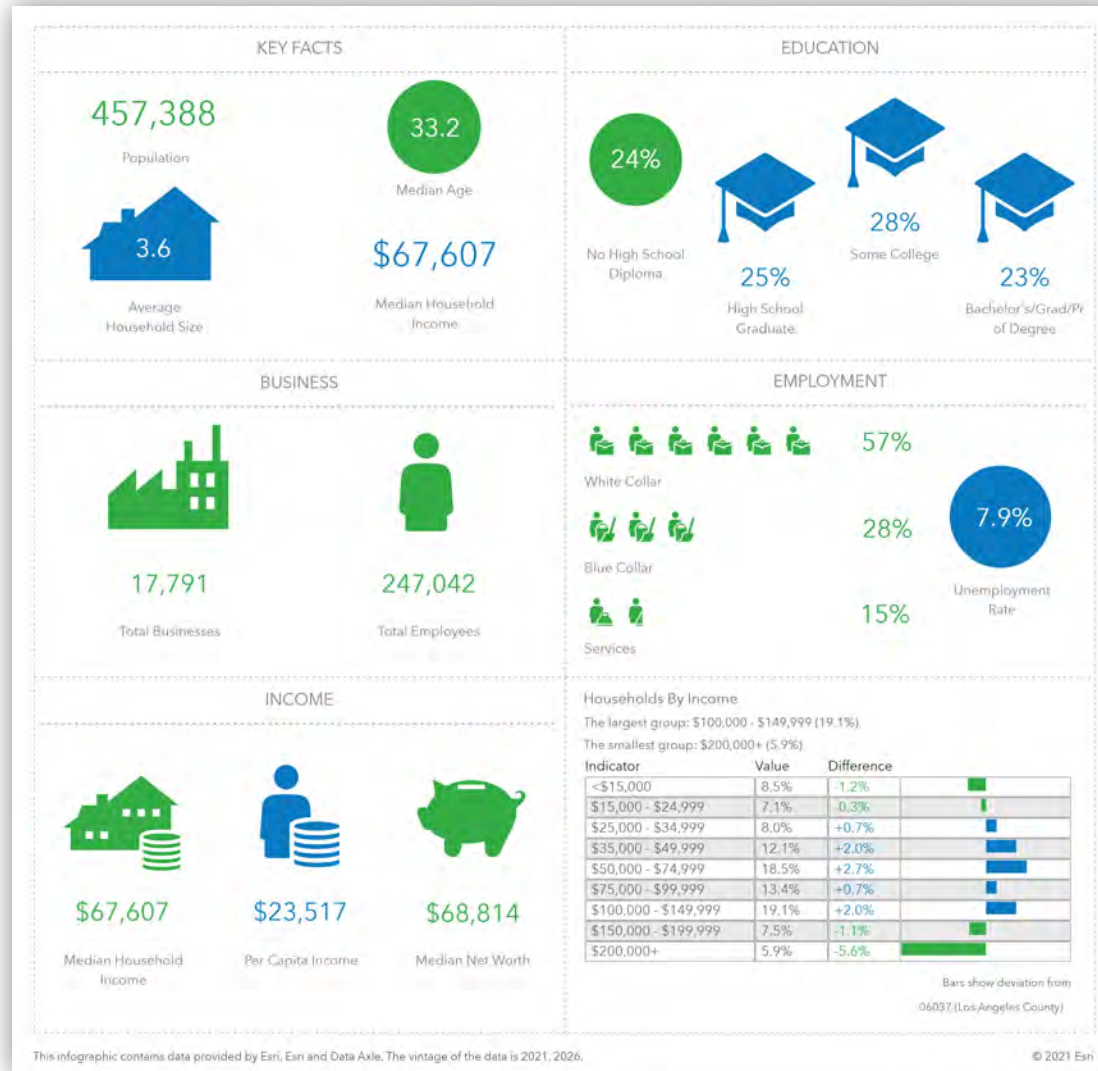 KEY FACTS
457,388
Population
33.2
Median Age
3.6
Average
Household Size
$67,607
Median Household
Income
EDUCATION
24%
No High School
Diploma
25%
High School
Graduate
28%
Some College
23%
Bachelor's/Grad/Pr
of Degree
BUSINESS
17,791
Total Businesses
247,042
Total Employees
EMPLOYMENT
57%
White Collar
28%
Blue Collar
15%
Services
7.9%
Unemployment
Rate
INCOME
$67,607
Median Household
Income
$23,517
Per Capita Income
$68,814
Median Net Worth
Households By Income
The largest group: $100,000 - $149,999 (19.1%)
The smallest group: $200,000+ (5.9%)
Indicator Value Difference
<$15,000 8.5% -1.2%
$15,000 - $24,999 7.1% -0.3%
$25,000 - $34,999 8.0% +0.7%
$35,000 - $49,999 12.1% +2.0%
$50,000 - $74,999 18.5% +2.7%
$75,000 - $99,999 13.4% +0.7%
$100,000 - $149,999 19.1% +2.0%
$150,000 - $199,999 7.5% -1.1%
$200,000+ 5.9% -5.6%
Bars show deviation from
06037 (Los Angeles County)
This infographic contains data provided by Esri, Esri and Data Axle. The vintage of the data is 2021, 2026.
© 2021 Esri